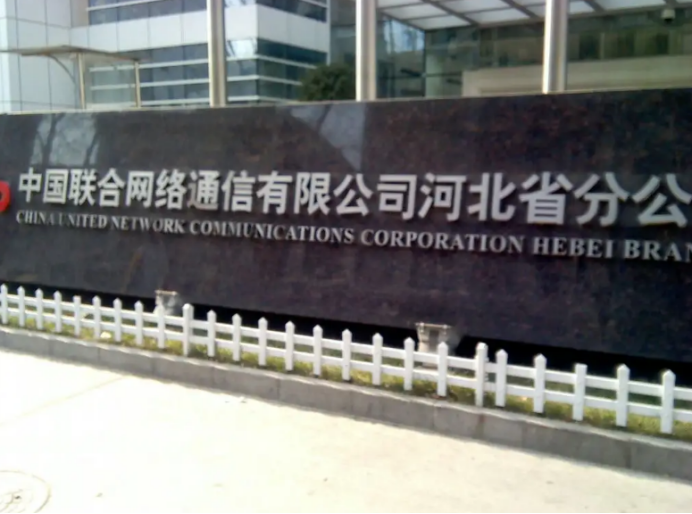 中国联合网络通信有限公司河北省分公
CHINA UNITED NETWORK COMMUNICATIONS CORPORATION HEBEI BRAN